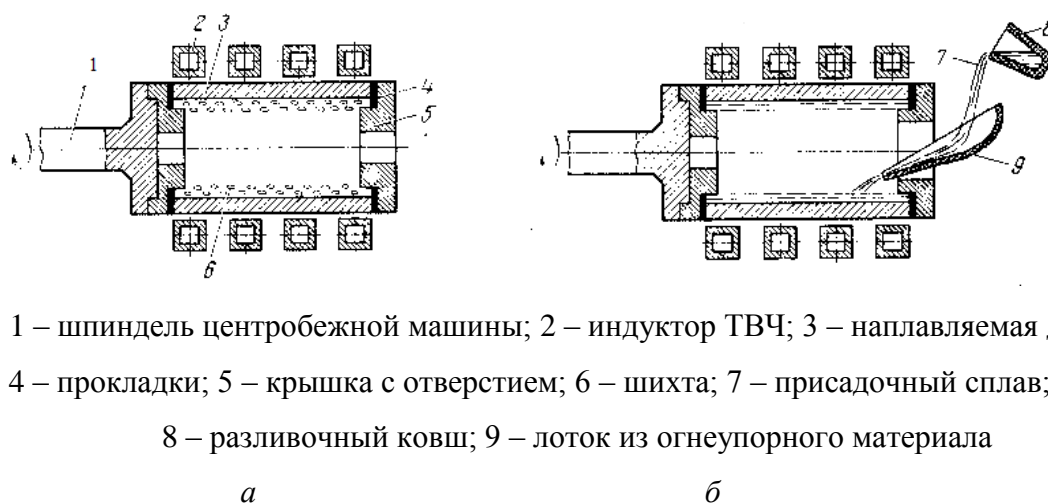 2 3 8
1 4 7
1 5
9
6
1 – шпиндель центробежной машины; 2 – индуктор ТВЧ; 3 – наплавляемая
4 – прокладки; 5 – крышка с отверстием; 6 – шихта; 7 – присадочный сплав;
8 – разливочный ковш; 9 – лоток из огнеупорного материала
а б